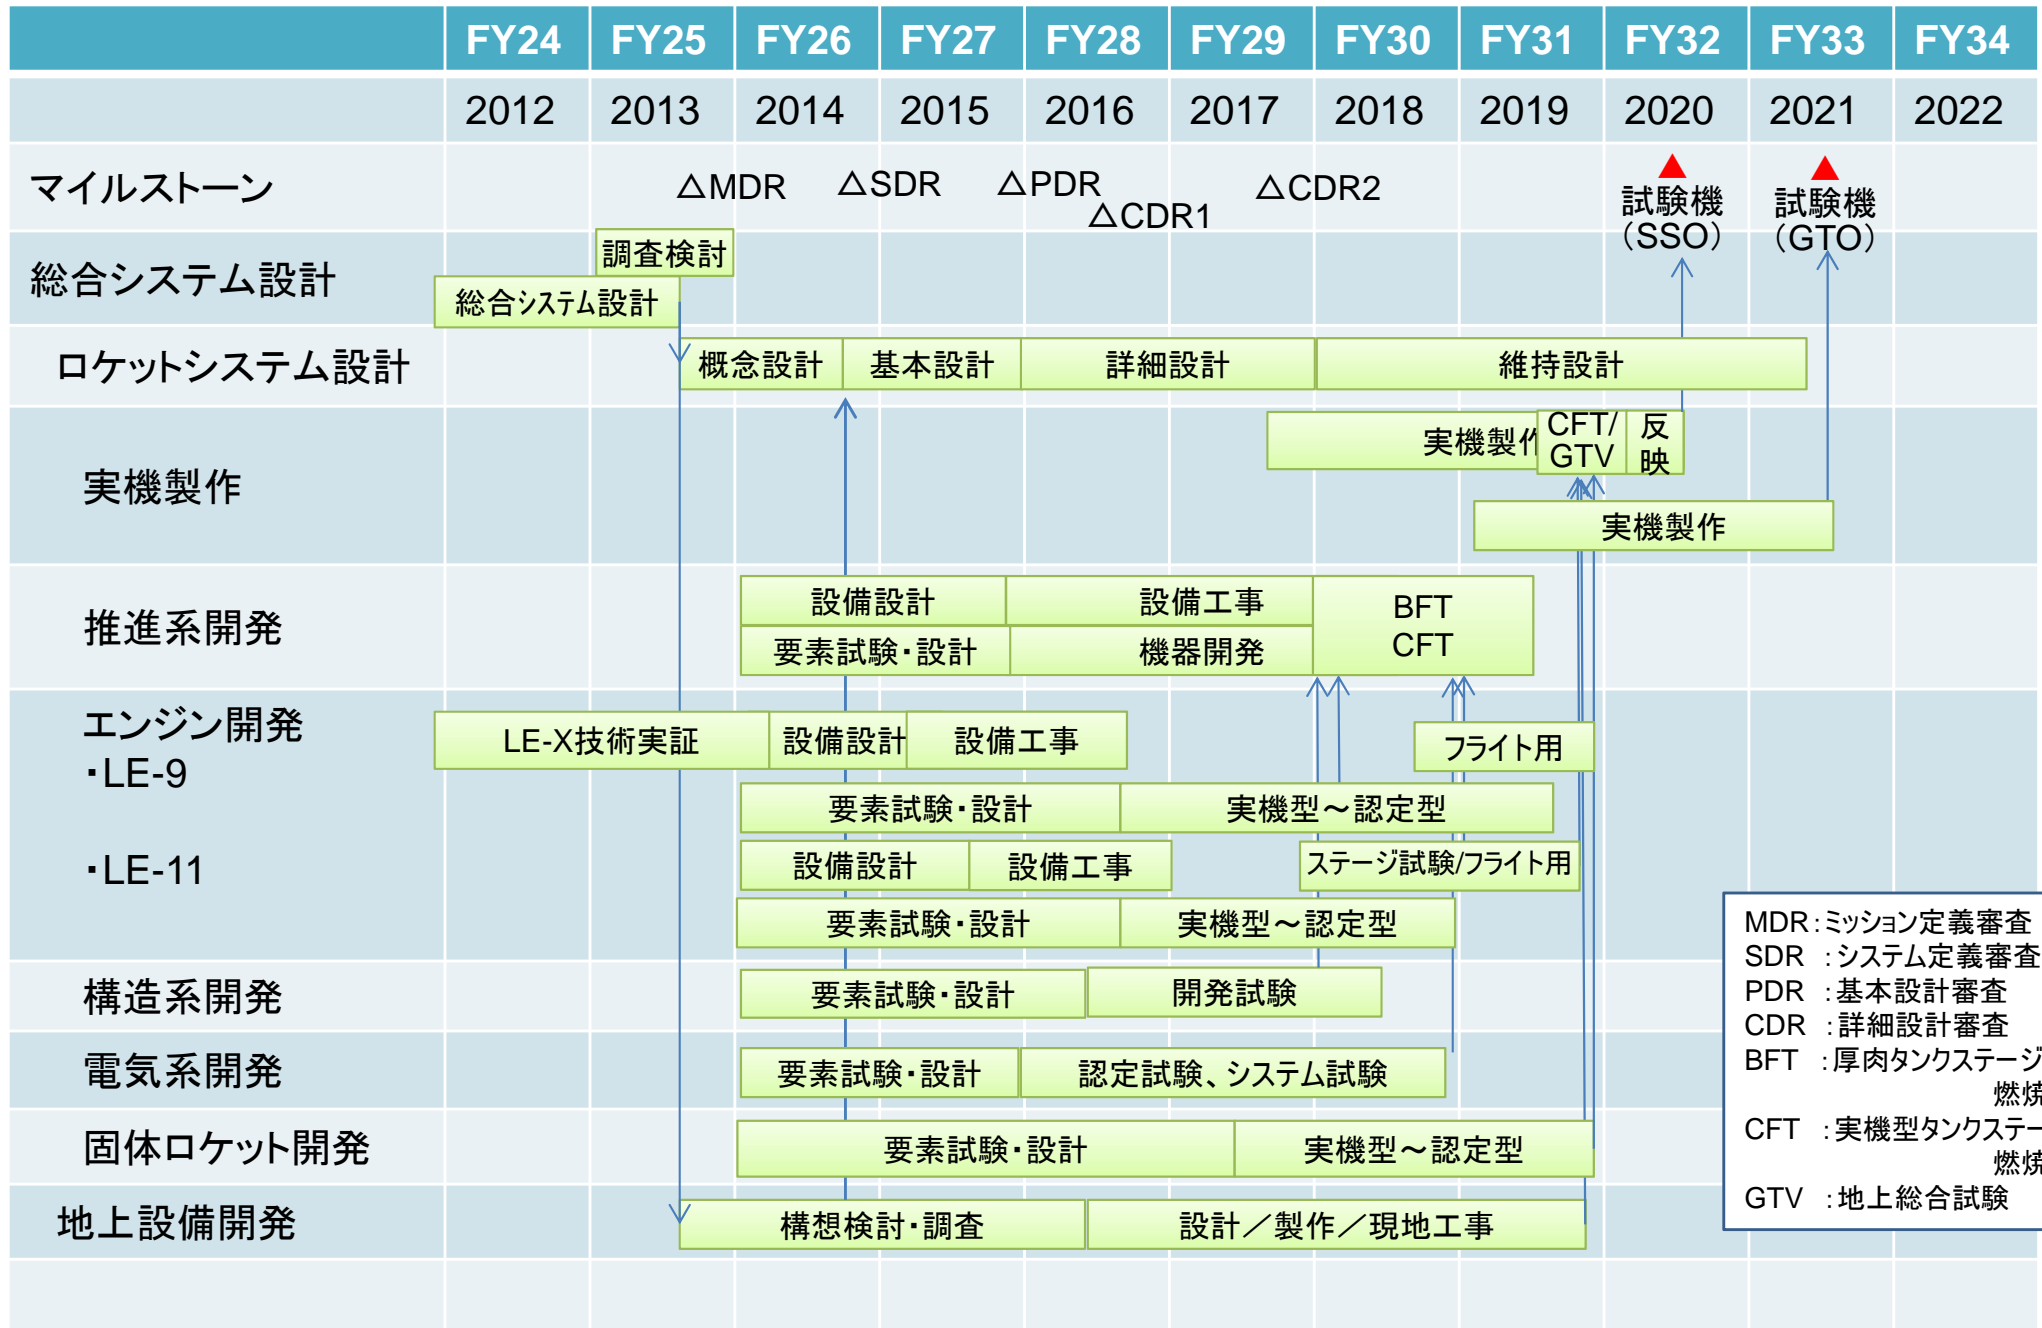 FY24 FY25 FY26 FY27 FY28 FY29 FY30 FY31 FY32 FY33 FY34
2012 2013 2014 2015 2016 2017 2018 2019 2020 2021 2022
マイルストーン
△MDR △SDR △PDR △CDR2
△CDR1
▲ ▲
試験機 試験機
（SSO） （GTO）
総合システム設計
調査検討
総合システム設計
ロケットシステム設計
概念設計 基本設計 詳細設計 維持設計
実機製作
実機製作
CFT/
GTV
反
映
実機製作
推進系開発
設備設計 設備工事
要素試験・設計 機器開発
BFT
CFT
エンジン開発
・LE-9
LE-X技術実証 設備設計 設備工事 フライト用
要素試験・設計 実機型～認定型
・LE-11
設備設計 設備工事 ステージ試験/フライト用
要素試験・設計 実機型～認定型
構造系開発
要素試験・設計 開発試験
電気系開発
要素試験・設計 認定試験、システム試験
固体ロケット開発
要素試験・設計 実機型～認定型
地上設備開発
構想検討・調査 設計／製作／現地工事
MDR：ミッション定義審査
SDR ：システム定義審査
PDR ：基本設計審査
CDR ：詳細設計審査
BFT ：厚肉タンクステージ
燃焼
CFT ：実機型タンクステー
燃焼
GTV ：地上総合試験